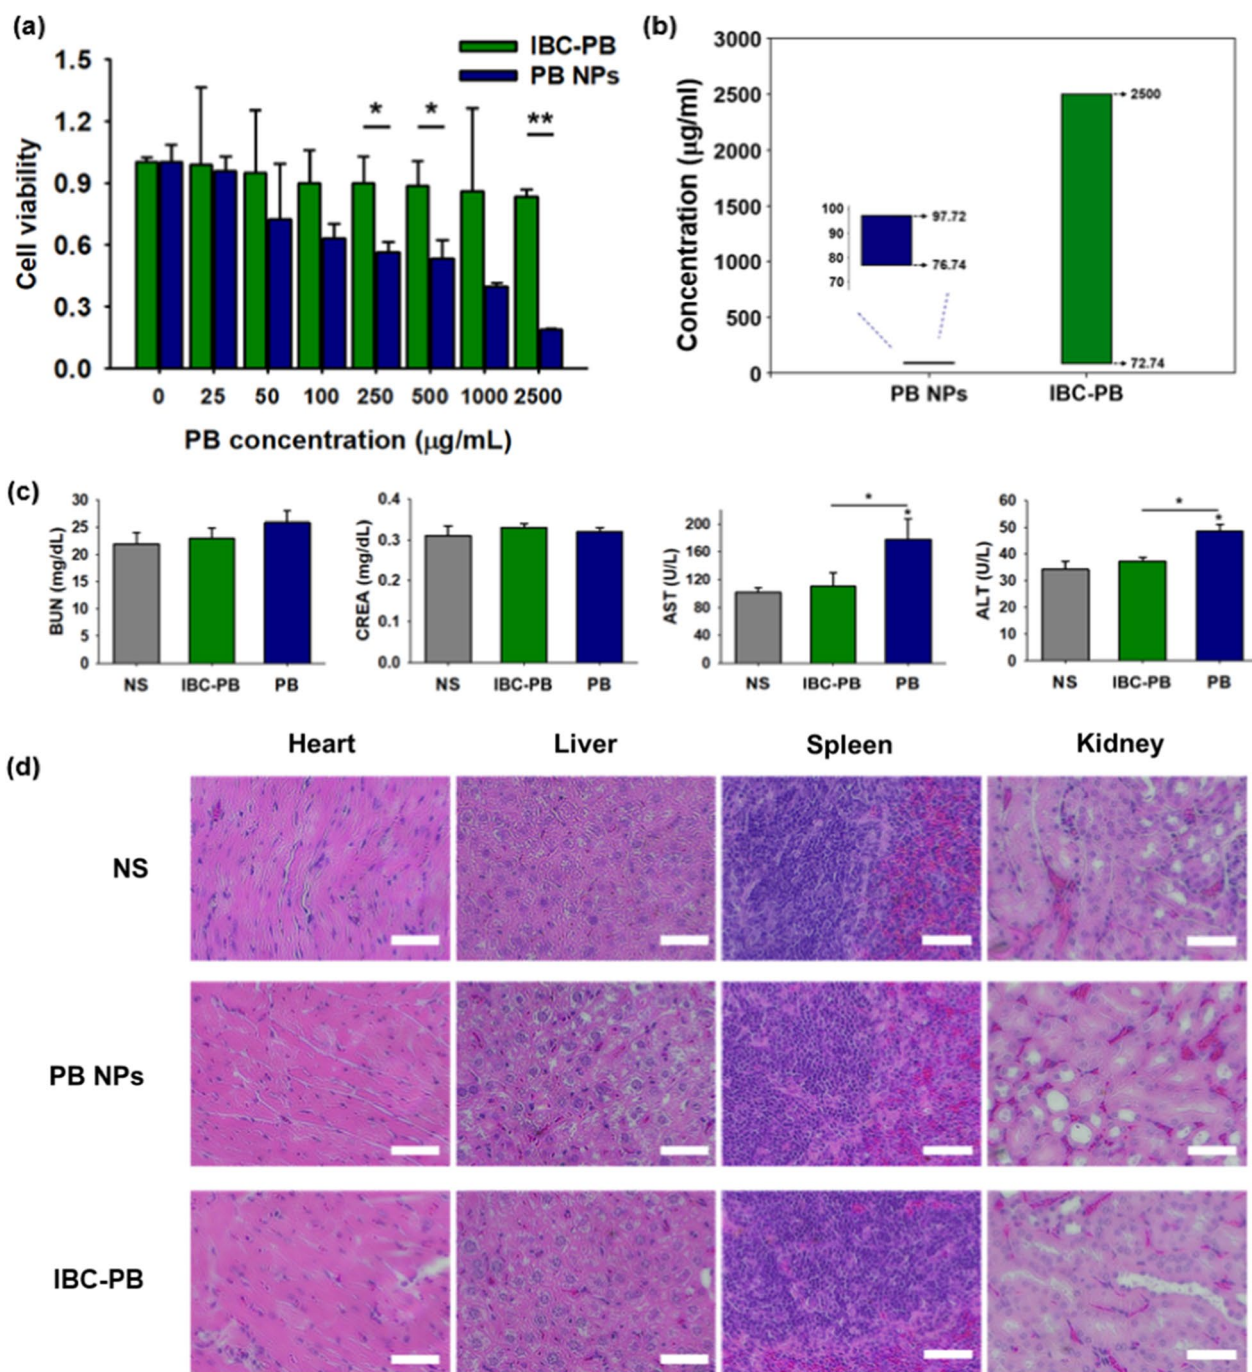 (a)
IBC-PB
PB NPs
1.5
1.2
0.9
0.6
0.3
0.0
Cell viability
* * **
0 25 50 100 250 500 1000 2500
PB concentration (μg/mL)
(b)
3000
2500
2000
1500
1000
500
0
Concentration (μg/ml)
100
90
80
70
97.72
76.74
2500
72.74
PB NPs IBC-PB
(c)
30
25
20
15
10
5
0
BUN (mg/dL)
NS IBC-PB PB
0.4
0.3
0.2
0.1
0.0
CREA (mg/dL)
NS IBC-PB PB
200
160
120
80
40
0
AST (U/L)
*
*
NS IBC-PB PB
60
50
40
30
20
10
0
ALT (U/L)
*
*
NS IBC-PB PB
(d)
Heart Liver Spleen Kidney
NS
PB NPs
IBC-PB